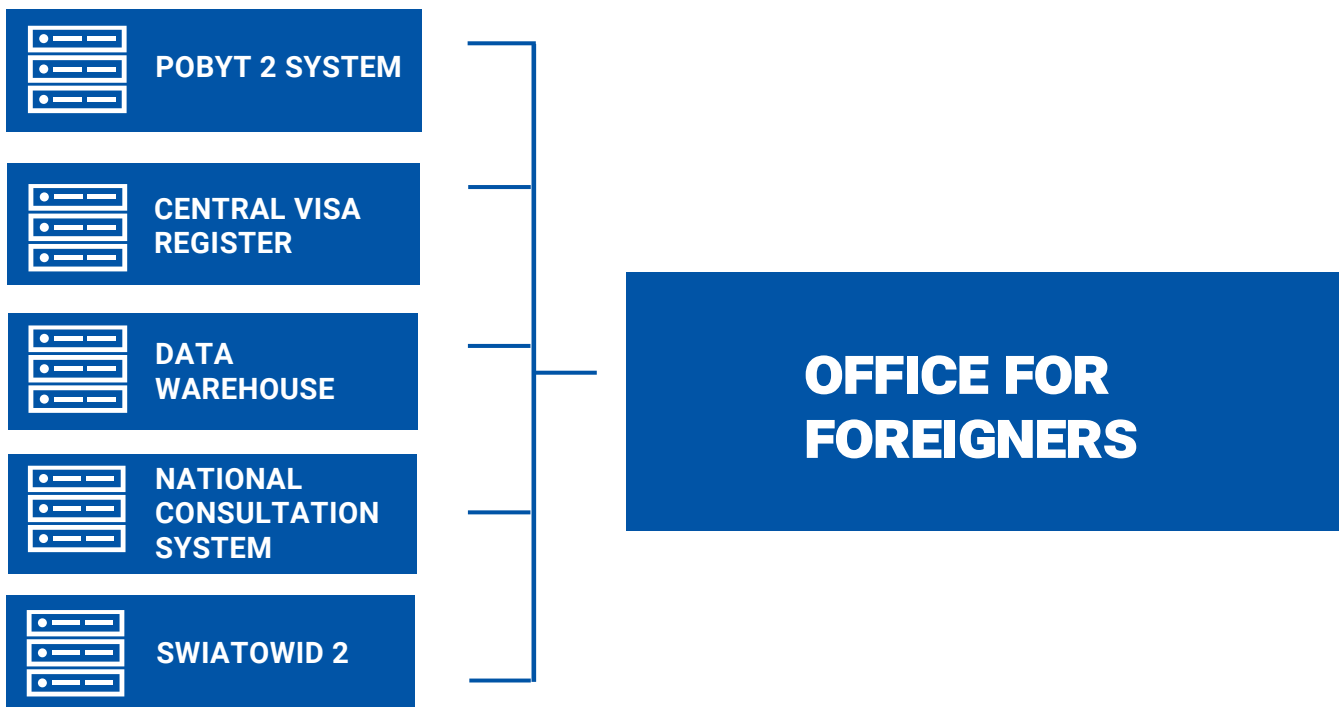 POBYT 2 SYSTEM
CENTRAL VISA
REGISTER
DATA
WAREHOUSE
NATIONAL
CONSULTATION
SYSTEM
SWIATOWID 2
OFFICE FOR
FOREIGNERS